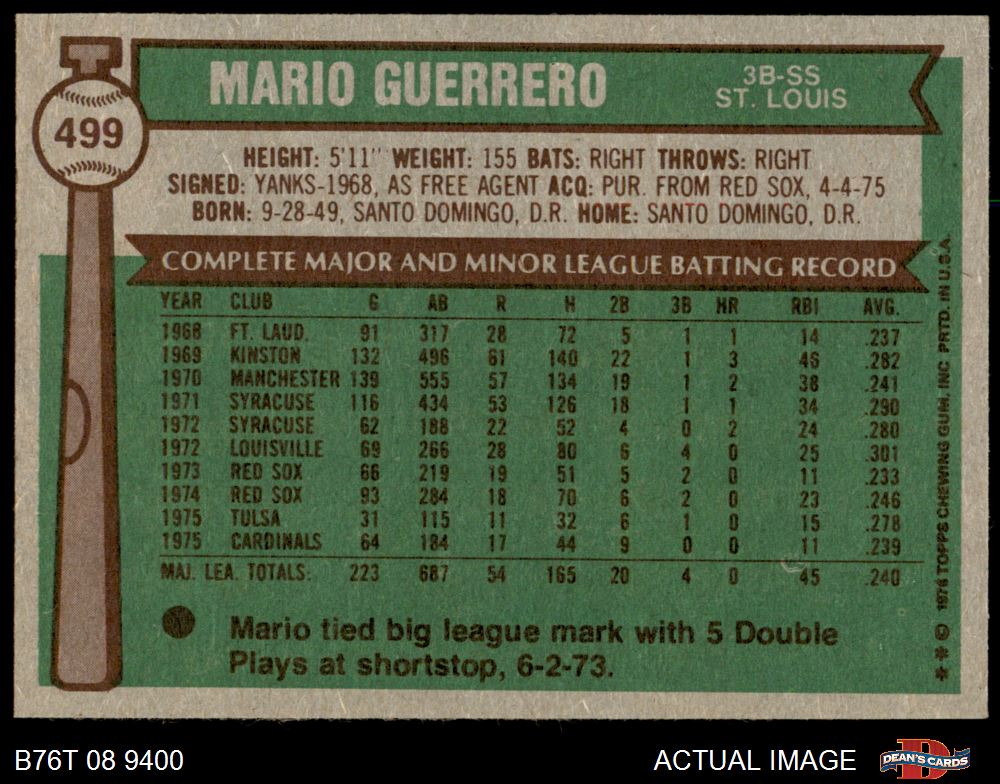 MARIO GUERRERO
3B-SS
ST. LOUIS
499
HEIGHT: 5'11" WEIGHT: 155 BATS: RIGHT THROWS: RIGHT
SIGNED: YANKS-1968, AS FREE AGENT ACQ: PUR. FROM RED SOX, 4-4-75
BORN: 9-28-49, SANTO DOMINGO, D.R. HOME: SANTO DOMINGO, D.R.
COMPLETE MAJOR AND MINOR LEAGUE BATTING RECORD
YEAR CLUB G AB R H 2B 3B HR RBI AVG.
1968 FT. LAUD. 91 317 28 72 5 1 1 14 .237
1969 KINSTON 132 496 61 140 22 1 3 46 .282
1970 MANCHESTER 139 555 57 134 19 1 2 38 .241
1971 SYRACUSE 116 434 53 126 18 1 1 34 .290
1972 SYRACUSE 62 188 22 52 4 0 2 24 .280
1972 LOUISVILLE 69 266 28 80 6 4 0 25 .301
1973 RED SOX 66 219 19 51 5 2 0 11 .233
1974 RED SOX 93 284 18 70 6 2 0 23 .246
1975 TULSA 31 115 11 32 6 1 0 15 .278
1975 CARDINALS 64 184 17 44 9 0 0 11 .239
MAJ. LEA. TOTALS: 223 687 54 165 20 4 0 45 .240
Mario tied big league mark with 5 Double
Plays at shortstop, 6-2-73.
* * © 1976 TOPPS CHEWING GUM, INC PRTD. IN U.S.A.
B76T 08 9400
ACTUAL IMAGE
DEAN'S CARDS